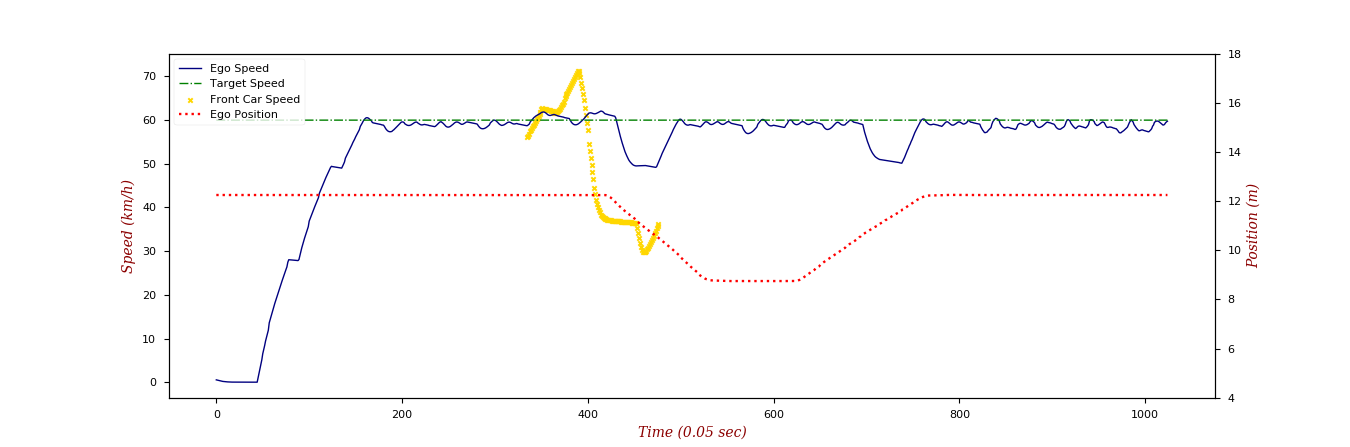 Ego Speed
Target Speed
Front Car Speed
Ego Position
70
60
50
40
30
20
10
0
Speed (km/h)
18
16
14
12
10
8
6
4
Position (m)
0 200 400 600 800 1000
Time (0.05 sec)